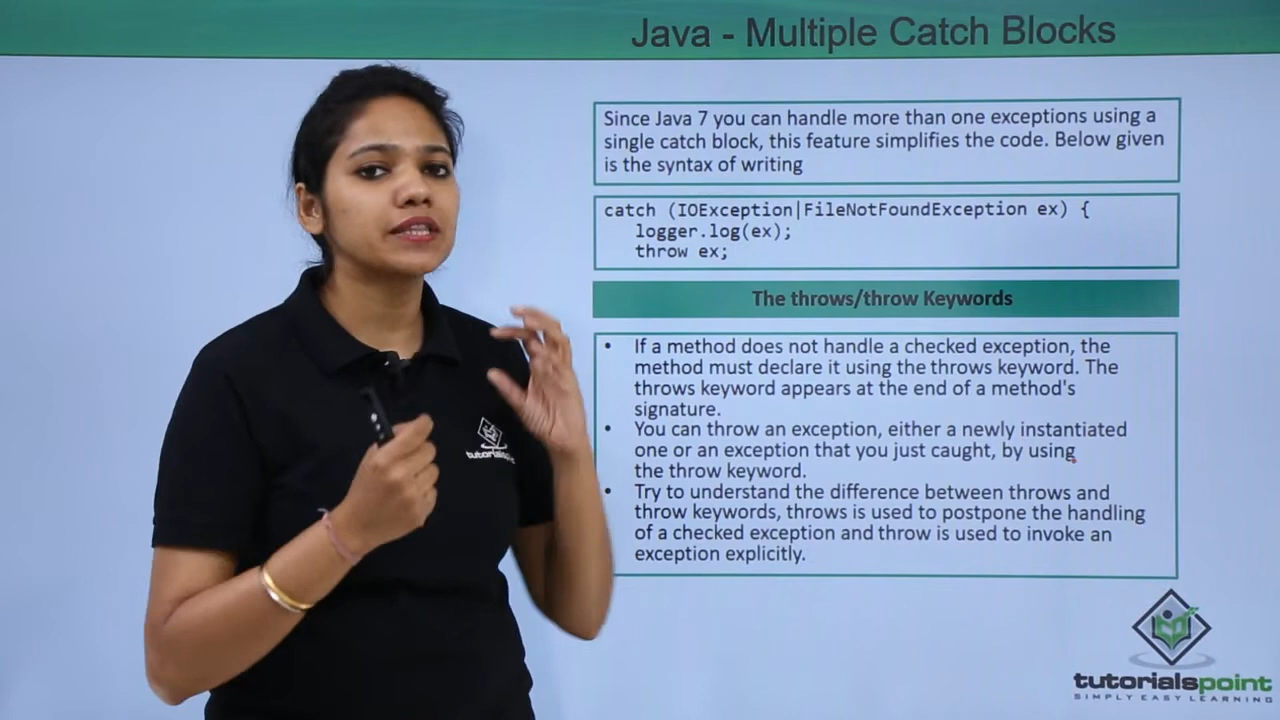 Java - Multiple Catch Blocks
Since Java 7 you can handle more than one exceptions using a
single catch block, this feature simplifies the code. Below given
is the syntax of writing
catch (IOException|FileNotFoundException ex) {
logger.log(ex);
throw ex;
The throws/throw Keywords
• If a method does not handle a checked exception, the
method must declare it using the throws keyword. The
throws keyword appears at the end of a method's
signature.
• You can throw an exception, either a newly instantiated
one or an exception that you just caught, by using
the throw keyword.
• Try to understand the difference between throws and
throw keywords, throws is used to postpone the handling
of a checked exception and throw is used to invoke an
exception explicitly.
tutorialspoint
SIMPLY EASY LEARNING